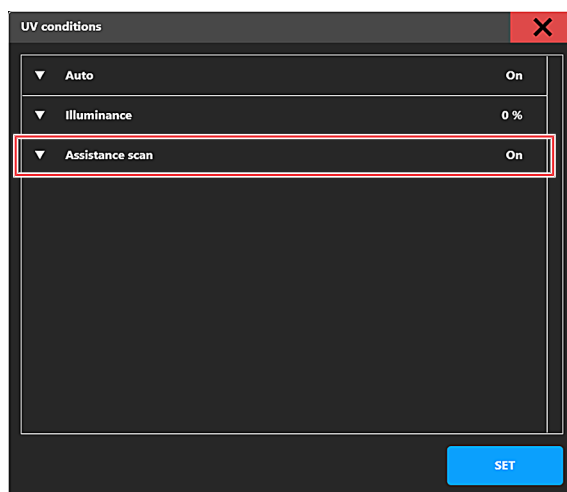 UV conditions
Auto On
Illuminance 0 %
Assistance scan On
SET